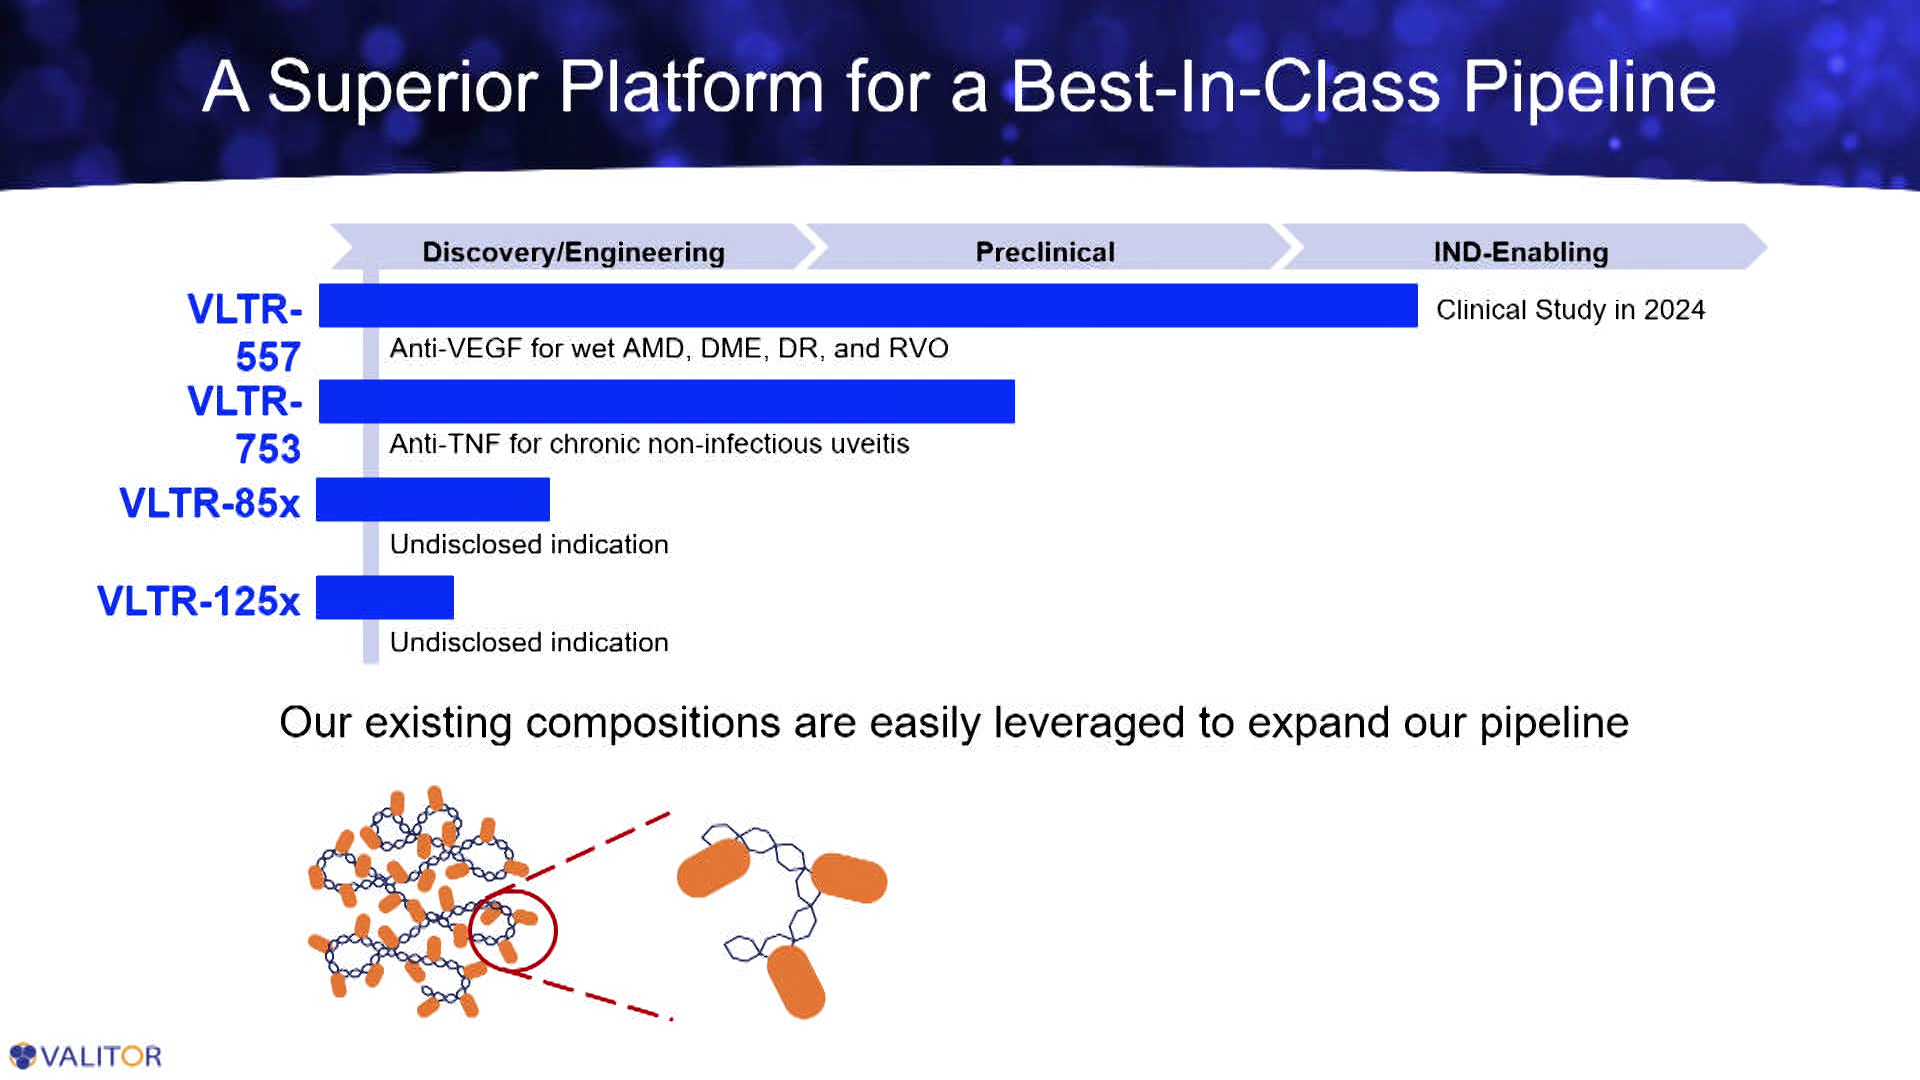 A Superior Platform for a Best-In-Class Pipeline
Discovery/Engineering
Preclinical
IND-Enabling
VLTR-
557
Clinical Study in 2024
Anti-VEGF for wet AMD, DME, DR, and RVO
VLTR-
753
Anti-TNF for chronic non-infectious uveitis
VLTR-85x
Undisclosed indication
VLTR-125x
Undisclosed indication
Our existing compositions are easily leveraged to expand our pipeline
VALITOR